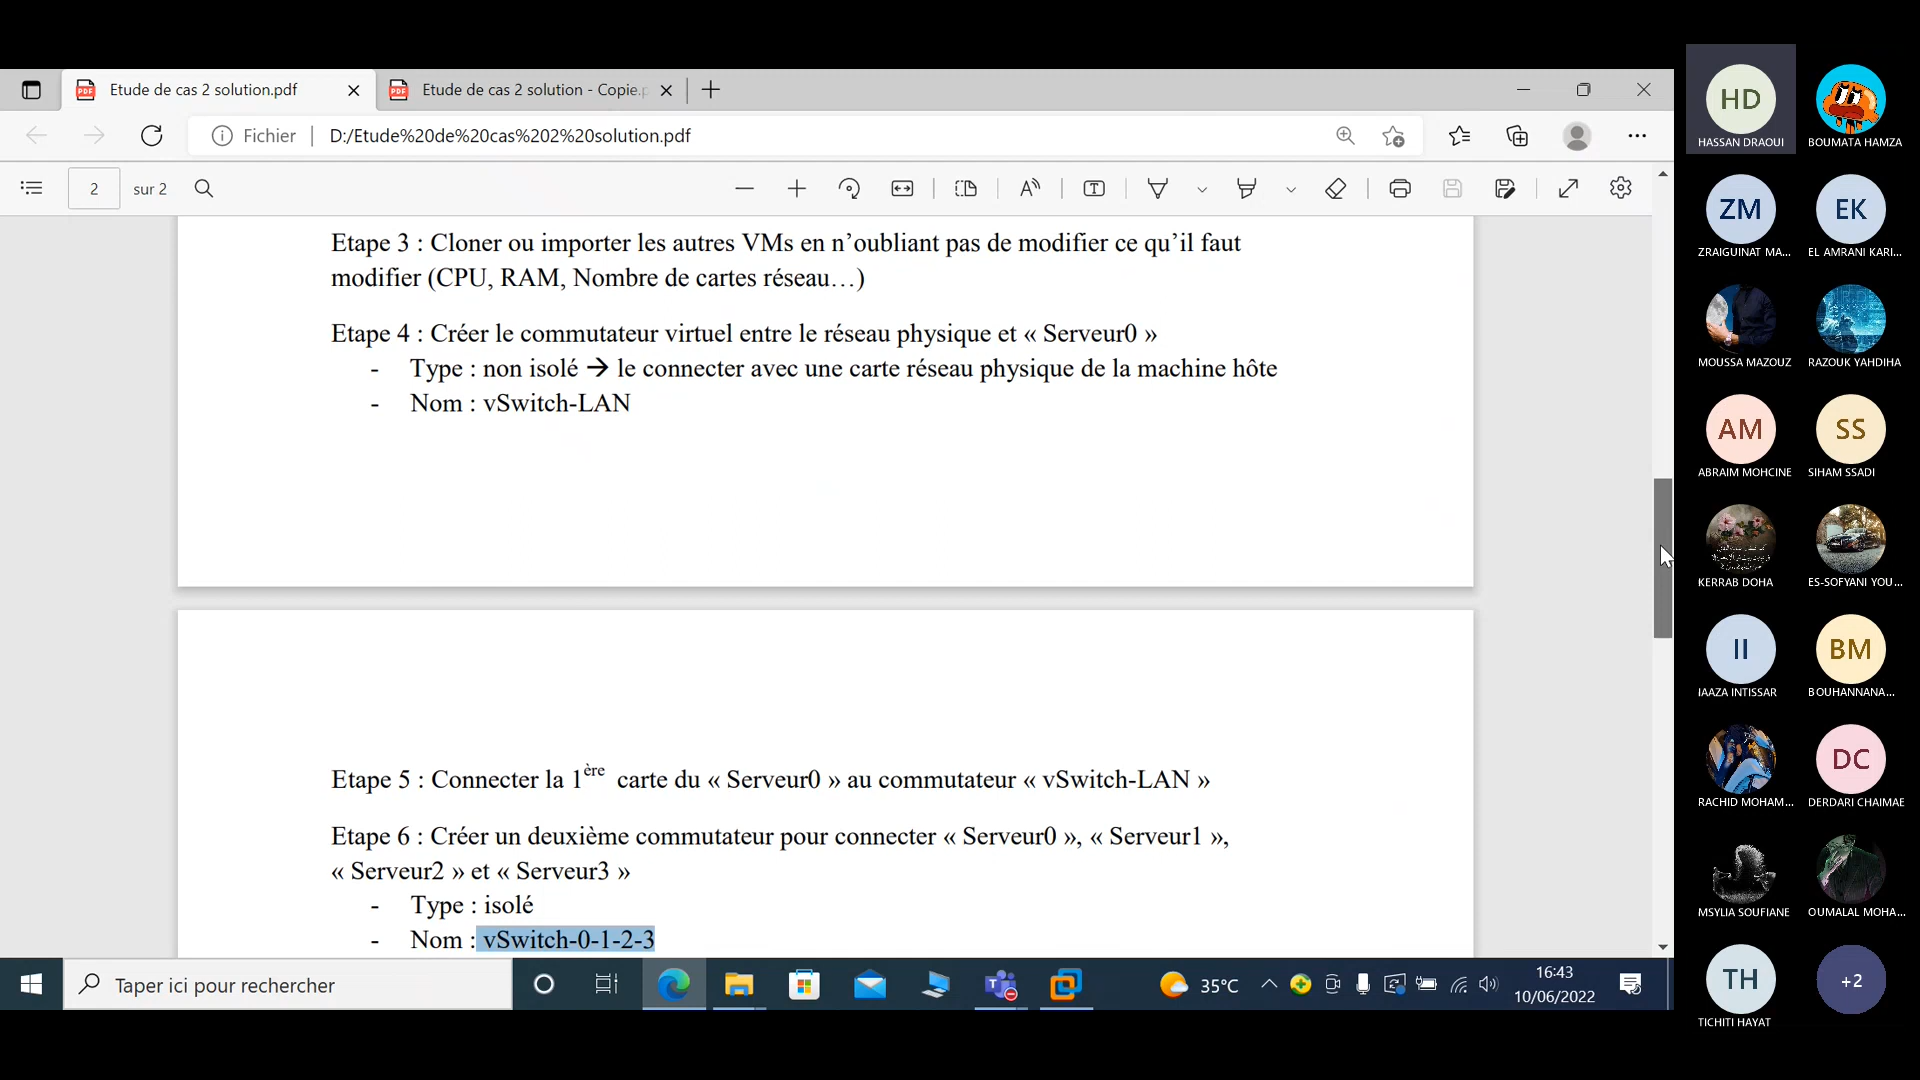 Etude de cas 2 solution.pdf
Etude de cas 2 solution - Copie.p
Fichier
D:/Etude%20de%20cas%202%20solution.pdf
2 sur 2
Etape 3 : Cloner ou importer les autres VMs en n’oubliant pas de modifier ce qu’il faut
modifier (CPU, RAM, Nombre de cartes réseau…)
Etape 4 : Créer le commutateur virtuel entre le réseau physique et « Serveur0 »
- Type : non isolé → le connecter avec une carte réseau physique de la machine hôte
- Nom : vSwitch-LAN
Etape 5 : Connecter la 1ère carte du « Serveur0 » au commutateur « vSwitch-LAN »
Etape 6 : Créer un deuxième commutateur pour connecter « Serveur0 », « Serveur1 »,
« Serveur2 » et « Serveur3 »
- Type : isolé
- Nom : vSwitch-0-1-2-3
Taper ici pour rechercher
35°C
16:43
10/06/2022
HD
HASSAN DRAOUI
BOUMATA HAMZA
ZM
ZRAIGUINAT MA...
EK
EL AMRANI KARI...
MOUSSA MAZOUZ
RAZOUK YAHDIHA
AM
ABRAIM MOHCINE
SS
SIHAM SSADI
KERRAB DOHA
ES-SOFYANI YOU...
II
IAAZA INTISSAR
BM
BOUHANNANA...
RACHID MOHAM...
DC
DERDARI CHAIMAE
MSYLIA SOUFIANE
OUMALAL MOHA...
TH
TICHITI HAYAT
+2